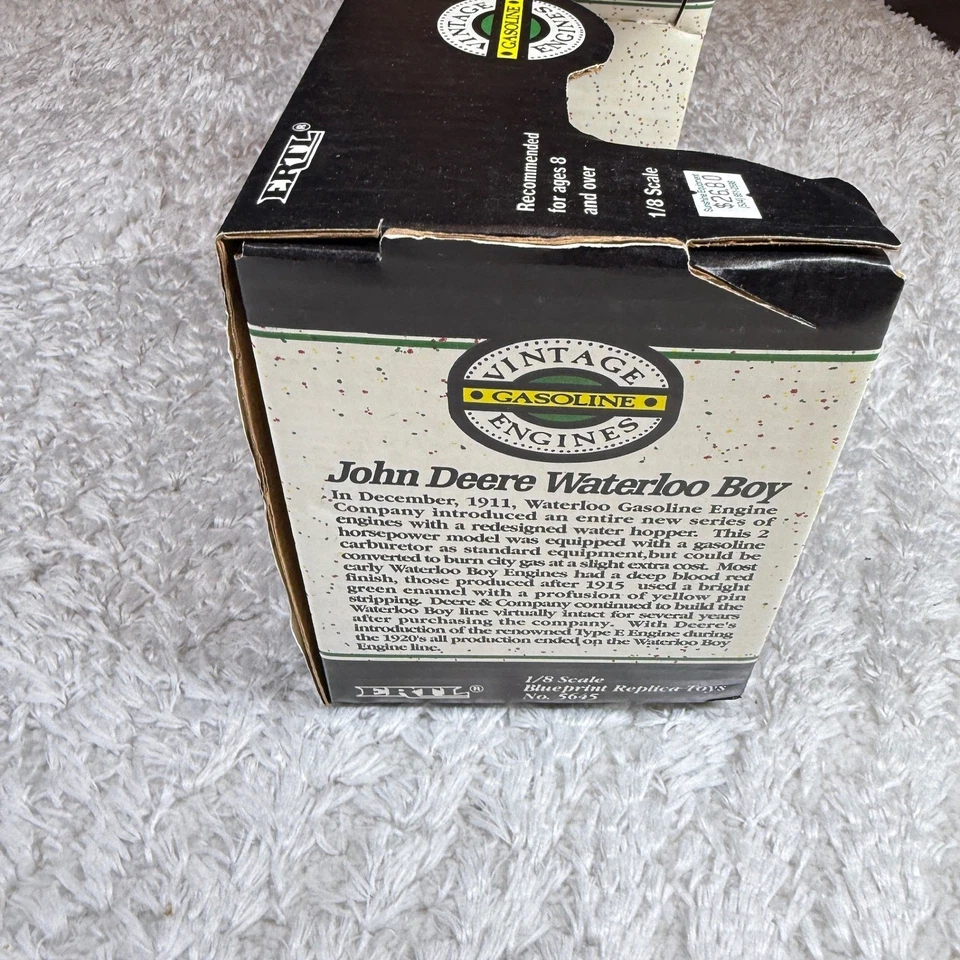 VINTAGE
GASOLINE
ENGINES
ERTL®
Recommended
for ages 8
and over
1/8 Scale
$26.80
VINTAGE
GASOLINE
ENGINES
John Deere Waterloo Boy
In December, 1911, Waterloo Gasoline Engine
Company introduced an entire new series of
engines with a redesigned water hopper. This 2
horsepower model was equipped with a gasoline
carburetor as standard equipment,but could be
converted to burn city gas at a slight extra cost. Most
early Waterloo Boy Engines had a deep blood red
finish, those produced after 1915 used a bright
green enamel with a profusion of yellow pin
stripping. Deere & Company continued to build the
Waterloo Boy line virtually intact for several years
after purchasing the company. With Deere's
introduction of the renowned Type E Engine during
the 1920's all production ended on the Waterloo Boy
Engine line.
ERTL®
1/8 Scale
Blueprint Replica Toys
No. 5645